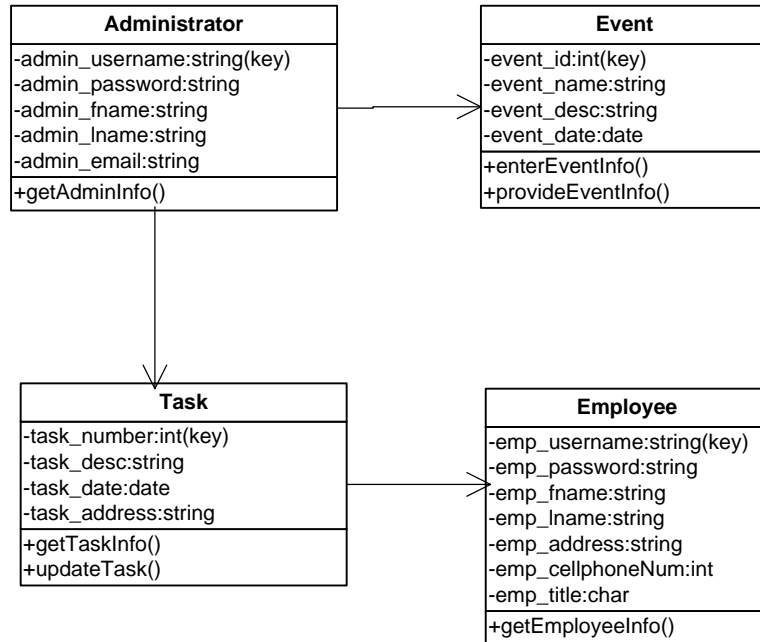 Administrator
-admin_username:string(key)
-admin_password:string
-admin_fname:string
-admin_lname:string
-admin_email:string
+getAdminInfo()
Event
-event_id:int(key)
-event_name:string
-event_desc:string
-event_date:date
+enterEventInfo()
+provideEventInfo()
Task
-task_number:int(key)
-task_desc:string
-task_date:date
-task_address:string
+getTaskInfo()
+updateTask()
Employee
-emp_username:string(key)
-emp_password:string
-emp_fname:string
-emp_lname:string
-emp_address:string
-emp_cellphoneNum:int
-emp_title:char
+getEmployeeInfo()